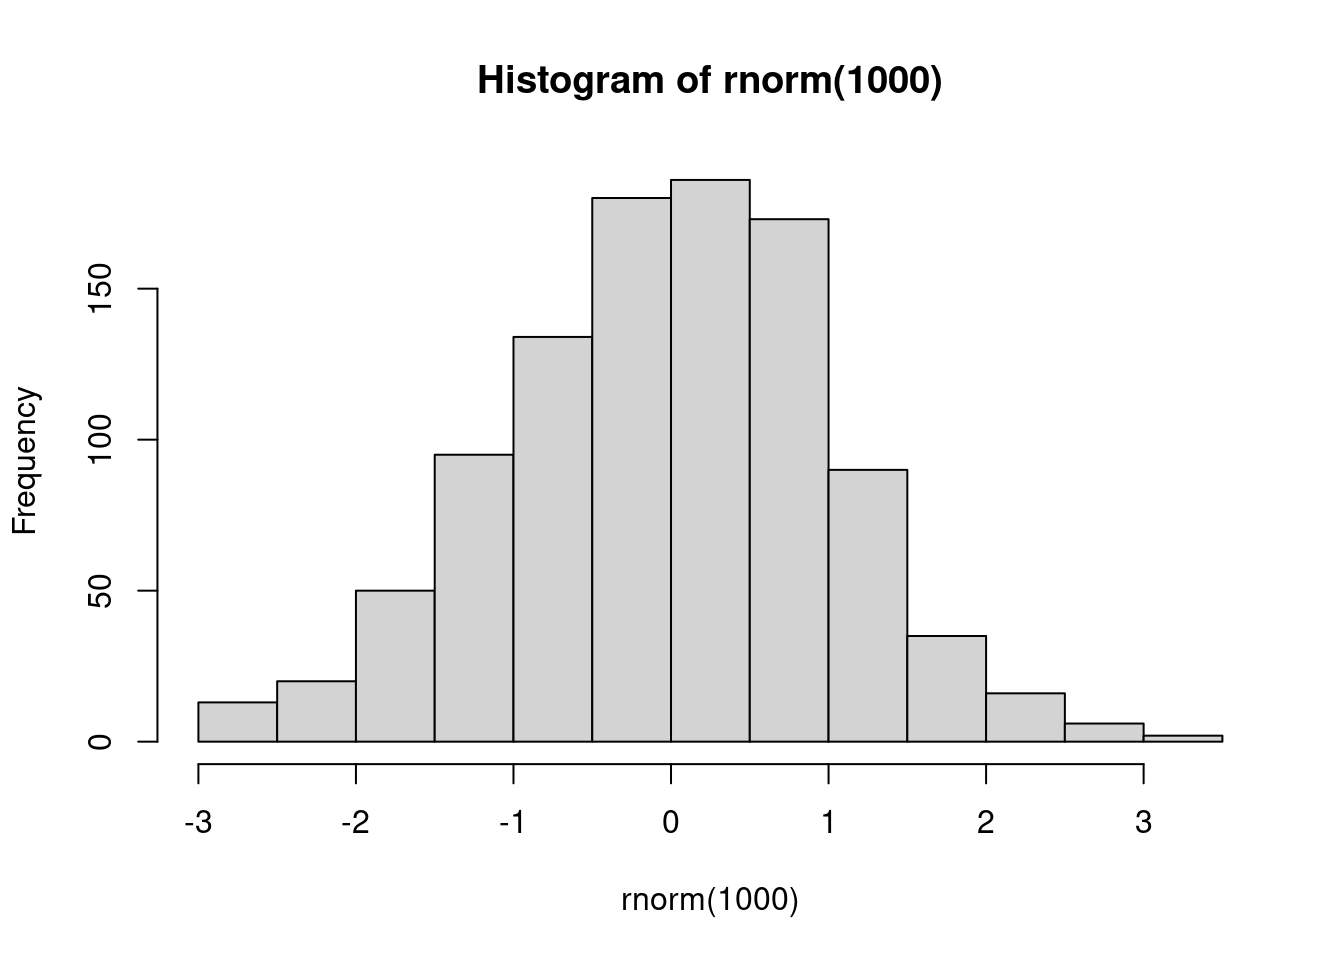 Histogram of rnorm(1000)
Frequency
150
100
50
0
-3 -2 -1 0 1 2 3
rnorm(1000)